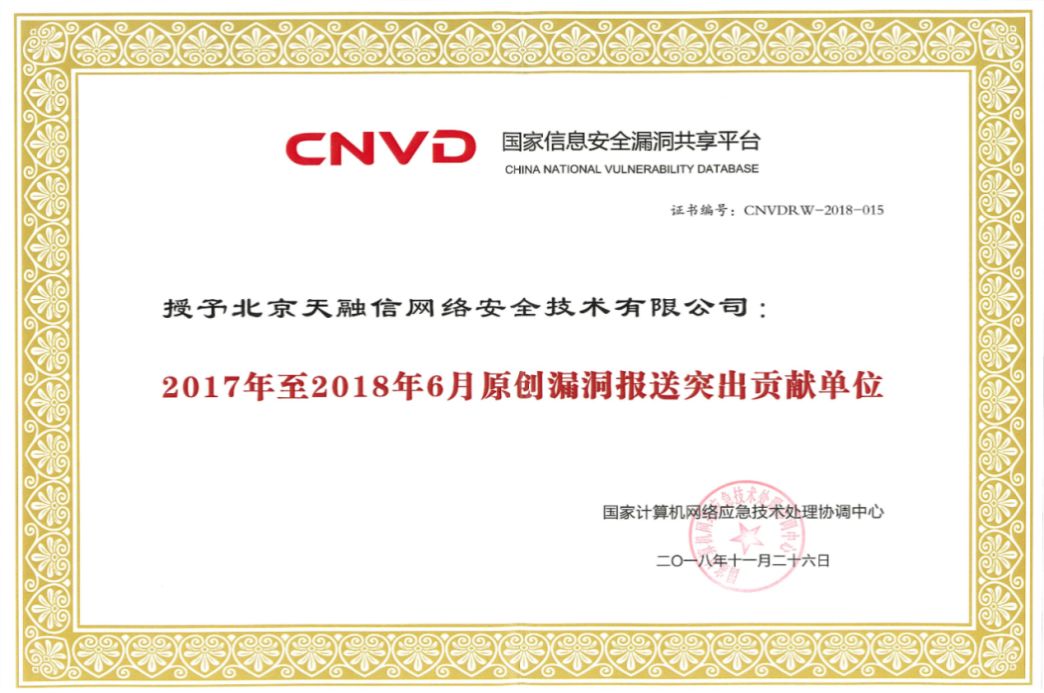 CNVD 国家信息安全漏洞共享平台
CHINA NATIONAL VULNERABILITY DATABASE
证书编号：CNVDRW-2018-015
授予北京天融信网络安全技术有限公司：
2017年至2018年6月原创漏洞报送突出贡献单位
国家计算机网络应急技术处理协调中心
二〇一八年十一月二十六日